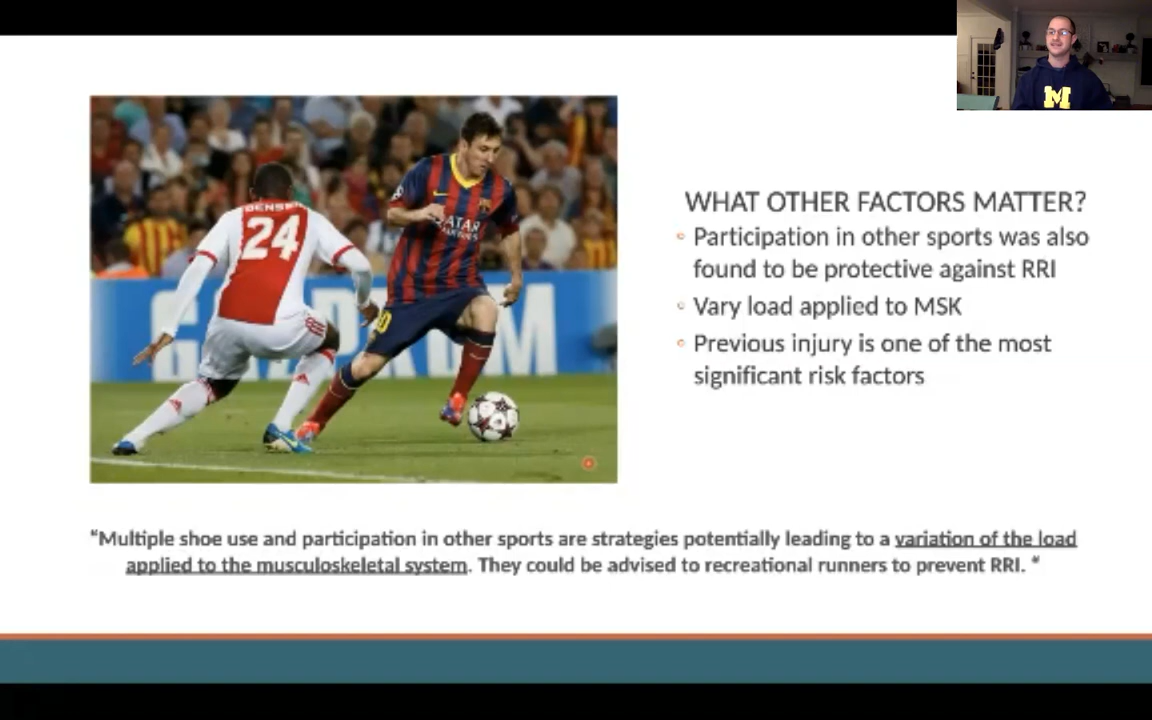 M
DENSWIL
24
QATAR
AIRWAYS
10
GAZPROM
WHAT OTHER FACTORS MATTER?
Participation in other sports was also
found to be protective against RRI
Vary load applied to MSK
Previous injury is one of the most
significant risk factors
“Multiple shoe use and participation in other sports are strategies potentially leading to a variation of the load
applied to the musculoskeletal system. They could be advised to recreational runners to prevent RRI. “